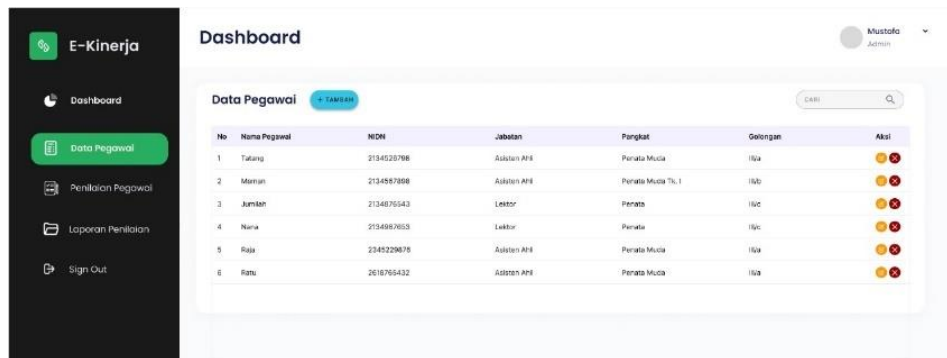 E-Kinerja
Dashboard
Data Pegawai
Penilaian Pegawai
Laporan Penilaian
Sign Out
Dashboard
Mustofa
Admin
Data Pegawai + TAMBAH CARI
No Nama Pegawai NIDN Jabatan Pangkat Golongan Aksi
1 Tatang 3134526798 Asisten Ahli Penata Muda III/a
2 Maman 2134567898 Asisten Ahli Penata Muda Tk. I III/b
3 Jumilah 2134876543 Lektor Penata III/c
4 Nana 2134987653 Lektor Penata III/c
5 Raja 2345229876 Asisten Ahli Penata Muda III/a
6 Ratu 2618765432 Asisten Ahli Penata Muda III/a